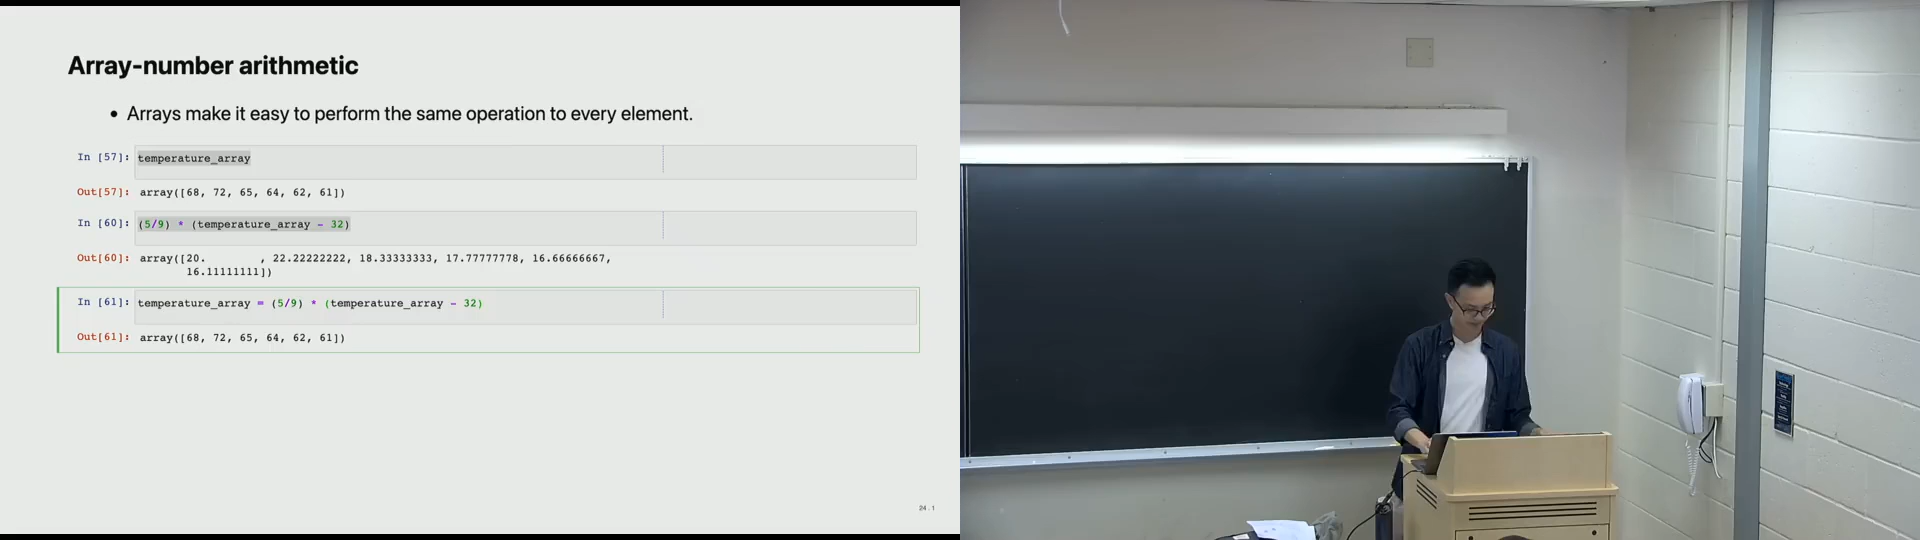 Array-number arithmetic
• Arrays make it easy to perform the same operation to every element.
In [57]: temperature_array
Out[57]: array([68, 72, 65, 64, 62, 61])
In [60]: (5/9) * (temperature_array - 32)
Out[60]: array([20.        , 22.22222222, 18.33333333, 17.77777778, 16.66666667,
16.11111111])
In [61]: temperature_array = (5/9) * (temperature_array - 32)
Out[61]: array([68, 72, 65, 64, 62, 61])
24.1